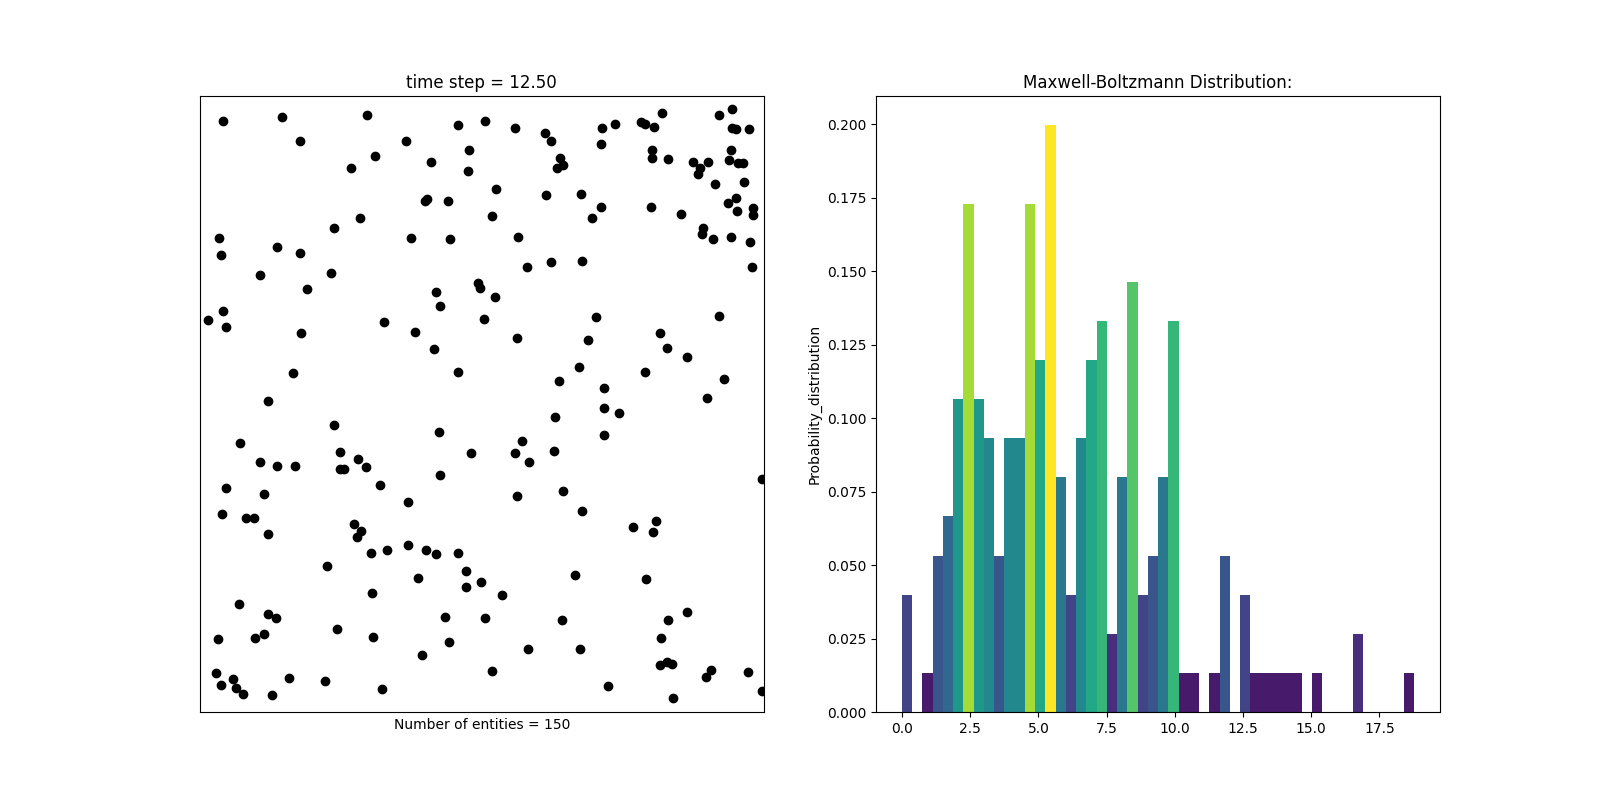 time step = 12.50
Number of entities = 150
Maxwell-Boltzmann Distribution:
Probability_distribution
0.200
0.175
0.150
0.125
0.100
0.075
0.050
0.025
0.000
0.0 2.5 5.0 7.5 10.0 12.5 15.0 17.5